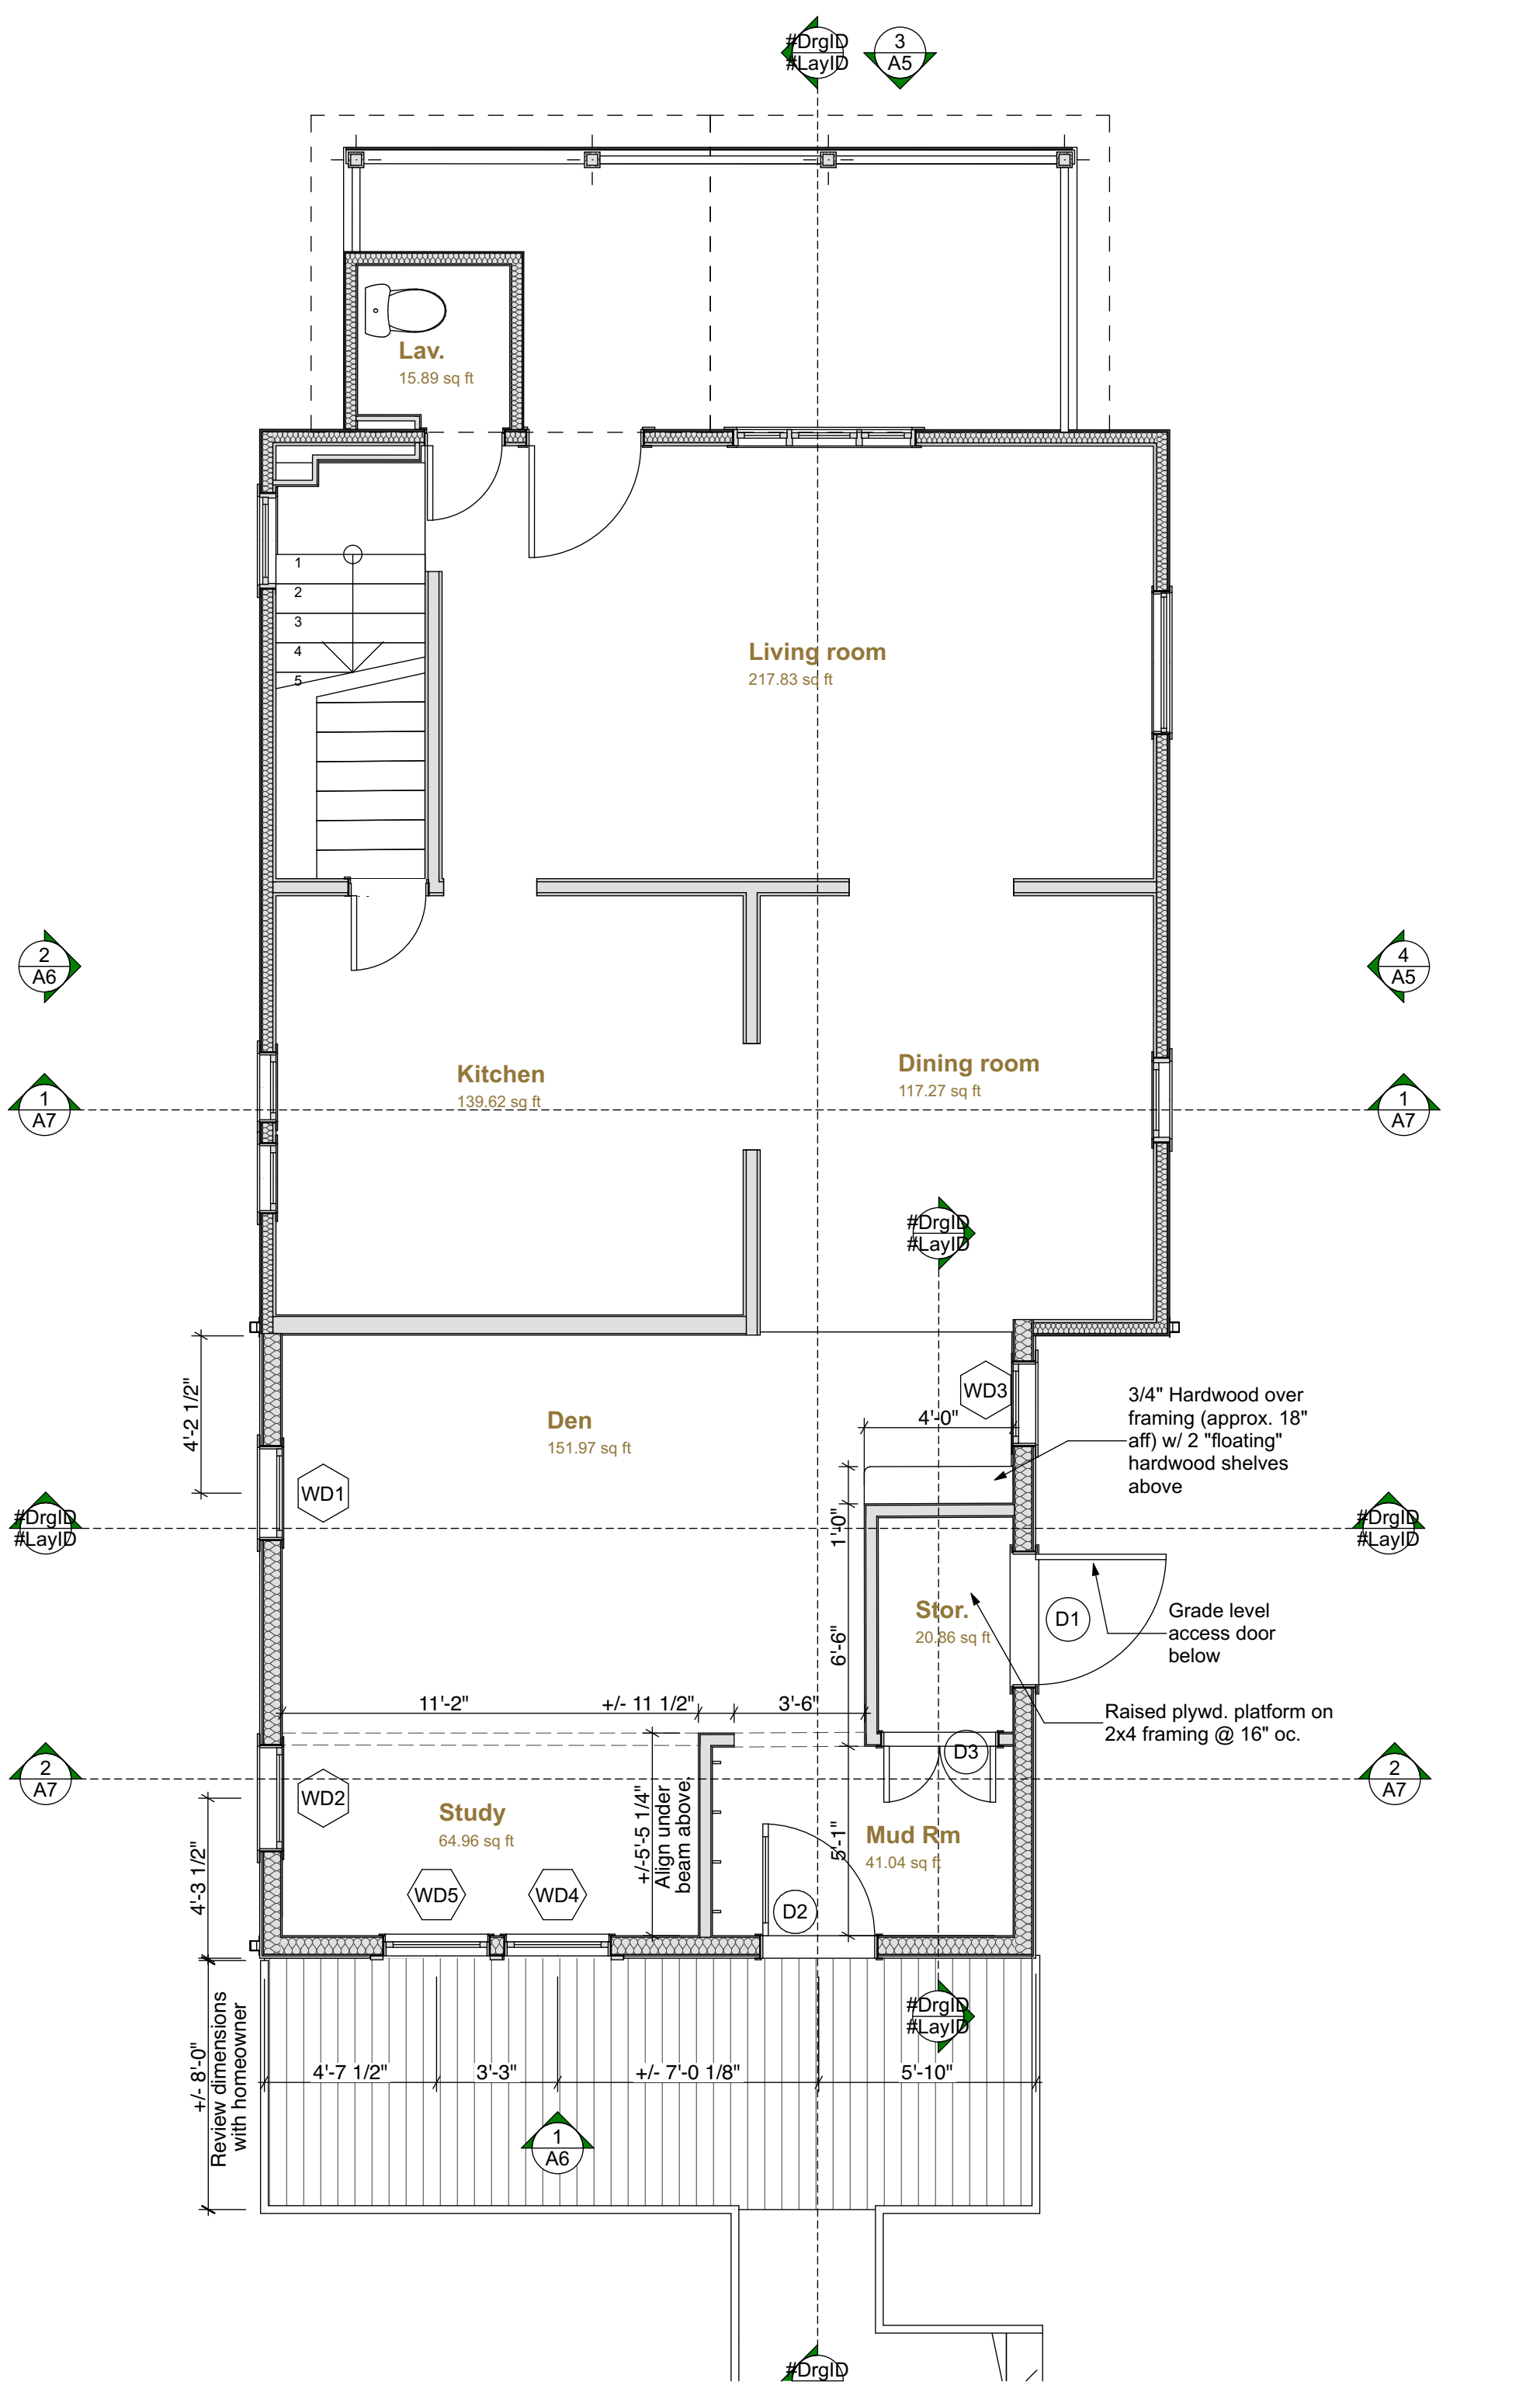 #DrgID
#LayID
3
A5
Lav.
15.89 sq ft
1
2
3
4
5
Living room
217.83 sq ft
2
A6
4
A5
Kitchen
139.62 sq ft
Dining room
117.27 sq ft
1
A7
1
A7
#DrgID
#LayID
4'-2 1/2"
Den
151.97 sq ft
WD3
4'-0"
3/4" Hardwood over
framing (approx. 18"
aff) w/ 2 "floating"
hardwood shelves
above
WD1
#DrgID
#LayID
1'-0"
#DrgID
#LayID
Stor.
20.86 sq ft
D1
Grade level
access door
below
6'-6"
11'-2"
+/- 11 1/2"
3'-6"
Raised plywd. platform on
2x4 framing @ 16" oc.
D3
2
A7
WD2
2
A7
Study
64.96 sq ft
+/-5'-5 1/4"
Align under
beam above.
5'-1"
Mud Rm
41.04 sq ft
4'-3 1/2"
WD5
WD4
D2
#DrgID
#LayID
+/- 8'-0"
Review dimensions
with homeowner
4'-7 1/2"
3'-3"
+/- 7'-0 1/8"
5'-10"
1
A6
#DrgID